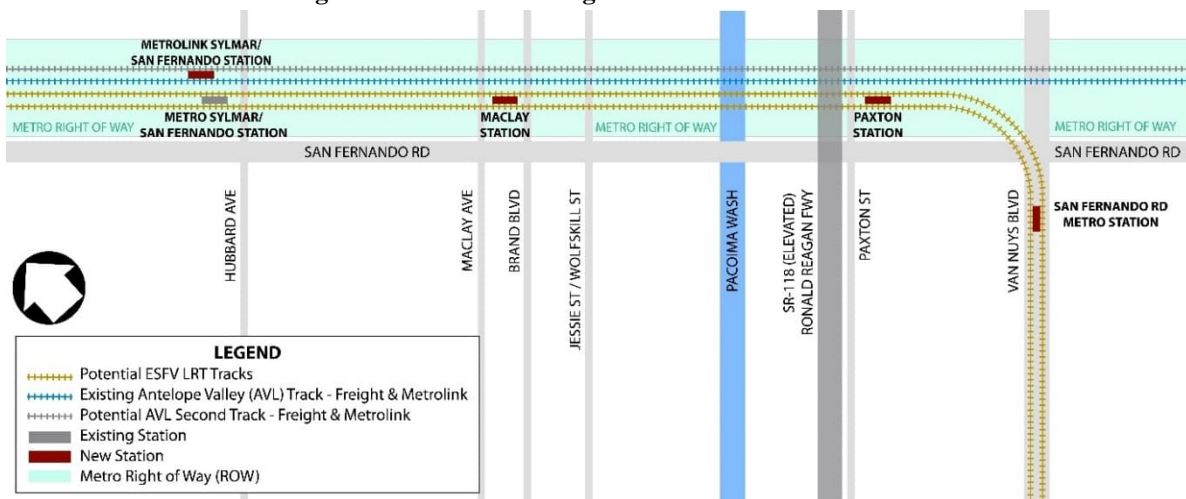 METROLINK SYLMAR/
SAN FERNANDO STATION
METRO SYLMAR/
SAN FERNANDO STATION
MACLAY
STATION
PAXTON
STATION
METRO RIGHT OF WAY
METRO RIGHT OF WAY
METRO RIGHT OF WAY
SAN FERNANDO RD
SAN FERNANDO RD
HUBBARD AVE
MACLAY AVE
BRAND BLVD
JESSIE ST / WOLFSKILL ST
PACOIMA WASH
SR-118 (ELEVATED)
RONALD REAGAN FWY
PAXTON ST
VAN NUYS BLVD
SAN FERNANDO RD
METRO STATION
LEGEND
Potential ESFV LRT Tracks
Existing Antelope Valley (AVL) Track - Freight & Metrolink
Potential AVL Second Track - Freight & Metrolink
Existing Station
New Station
Metro Right of Way (ROW)